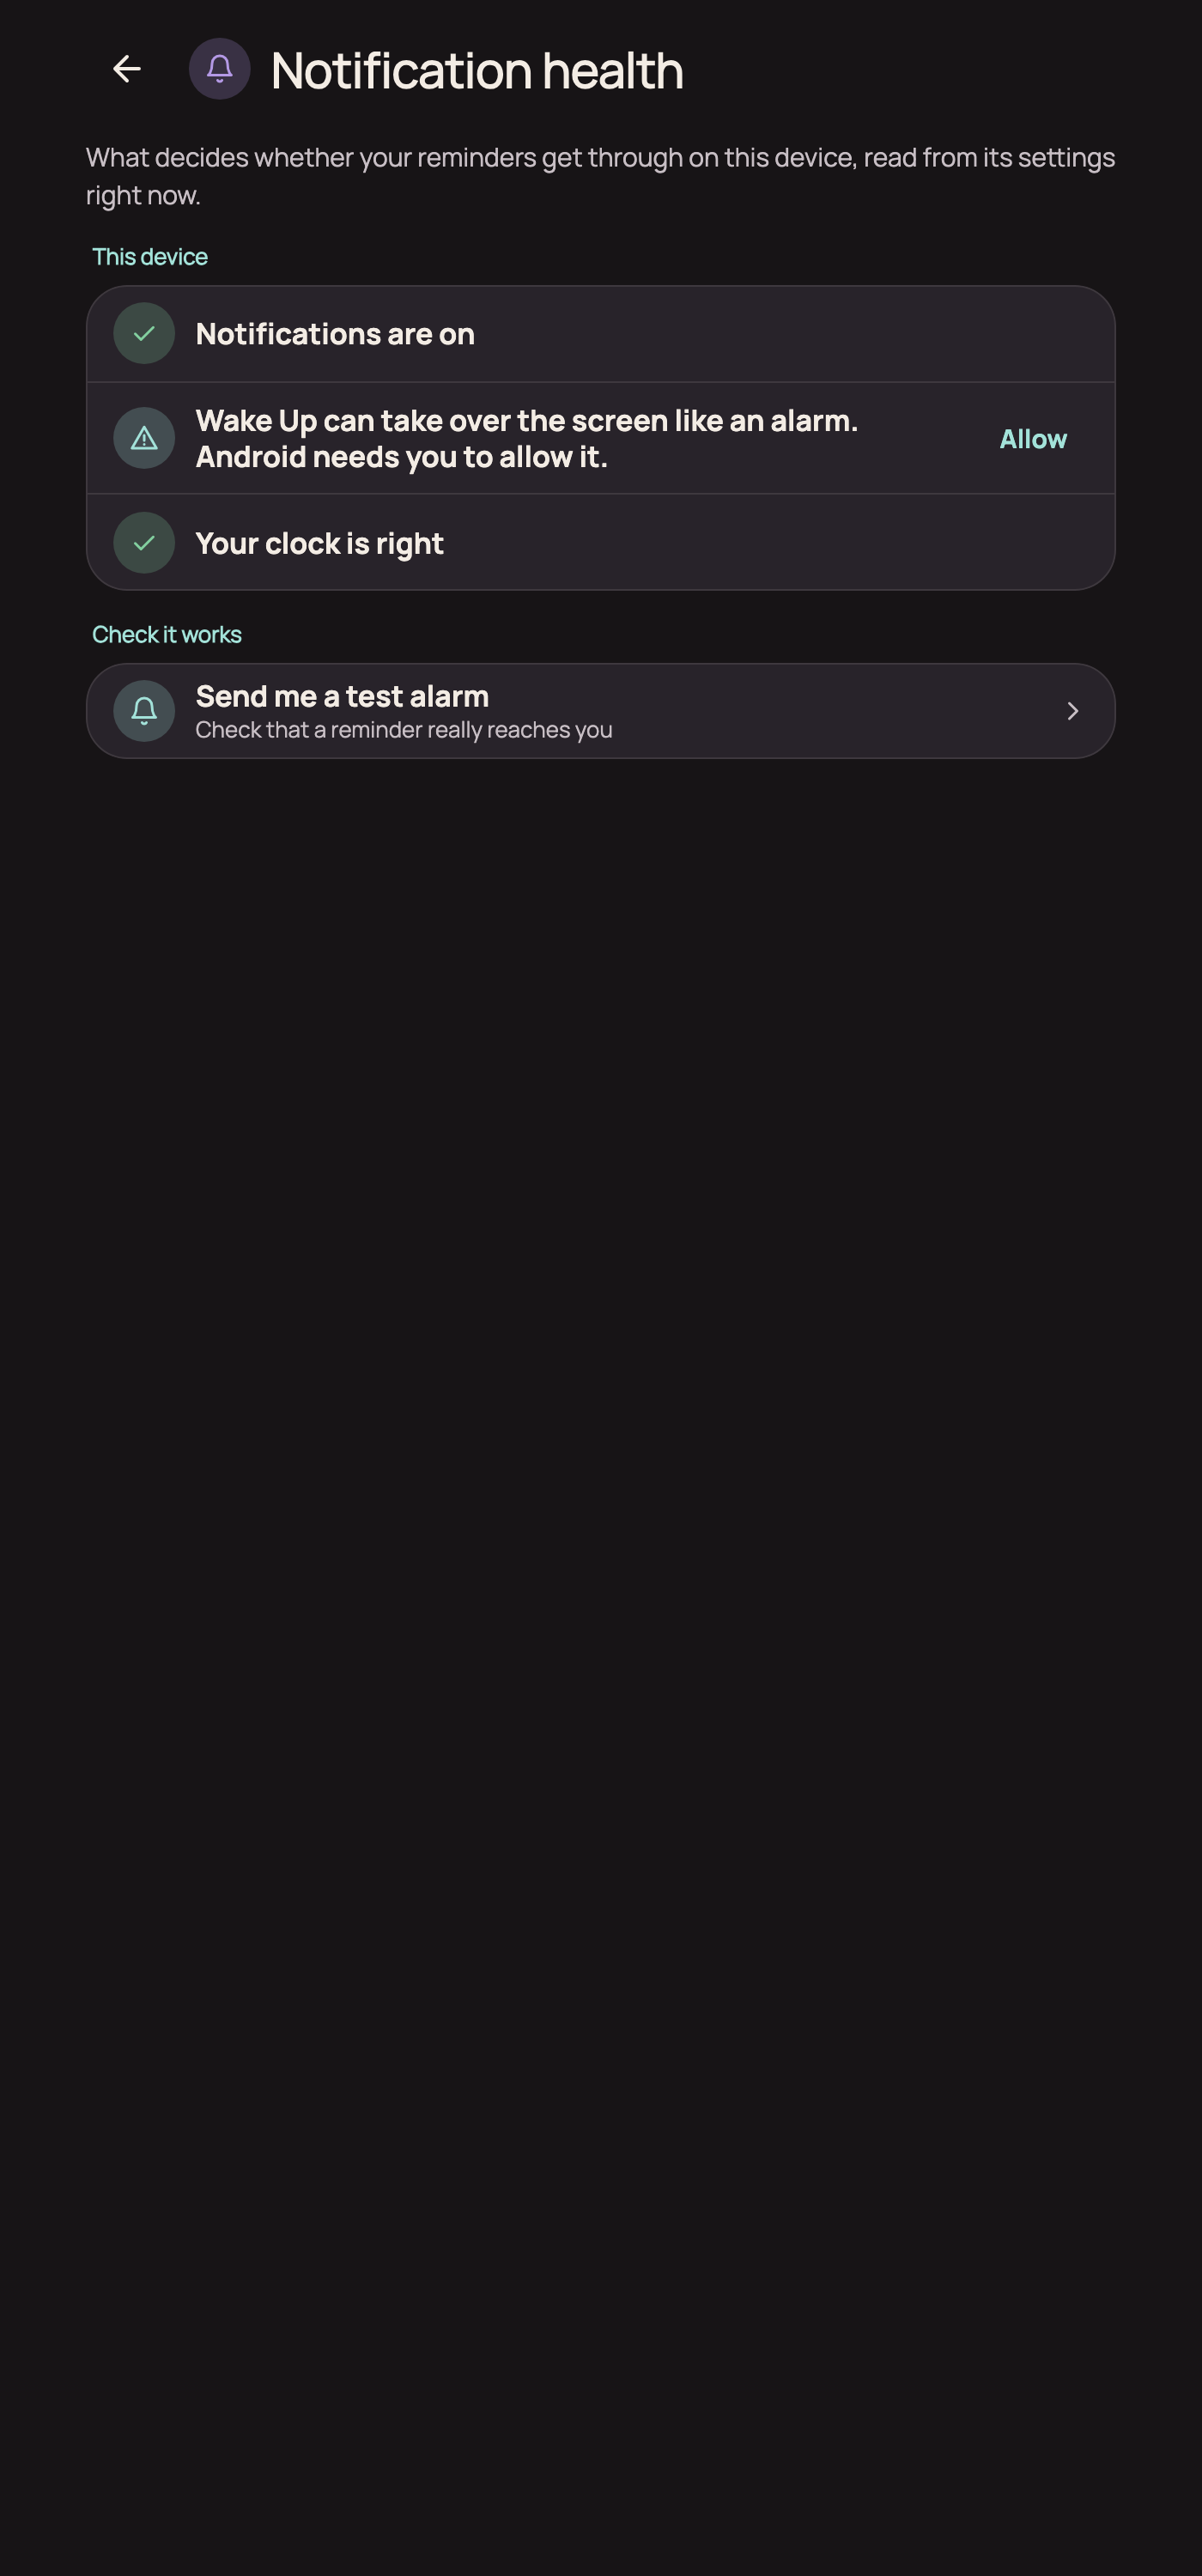 Notification health
What decides whether your reminders get through on this device, read from its settings
right now.
This device
Notifications are on
Wake Up can take over the screen like an alarm.
Android needs you to allow it.
Allow
Your clock is right
Check it works
Send me a test alarm
Check that a reminder really reaches you